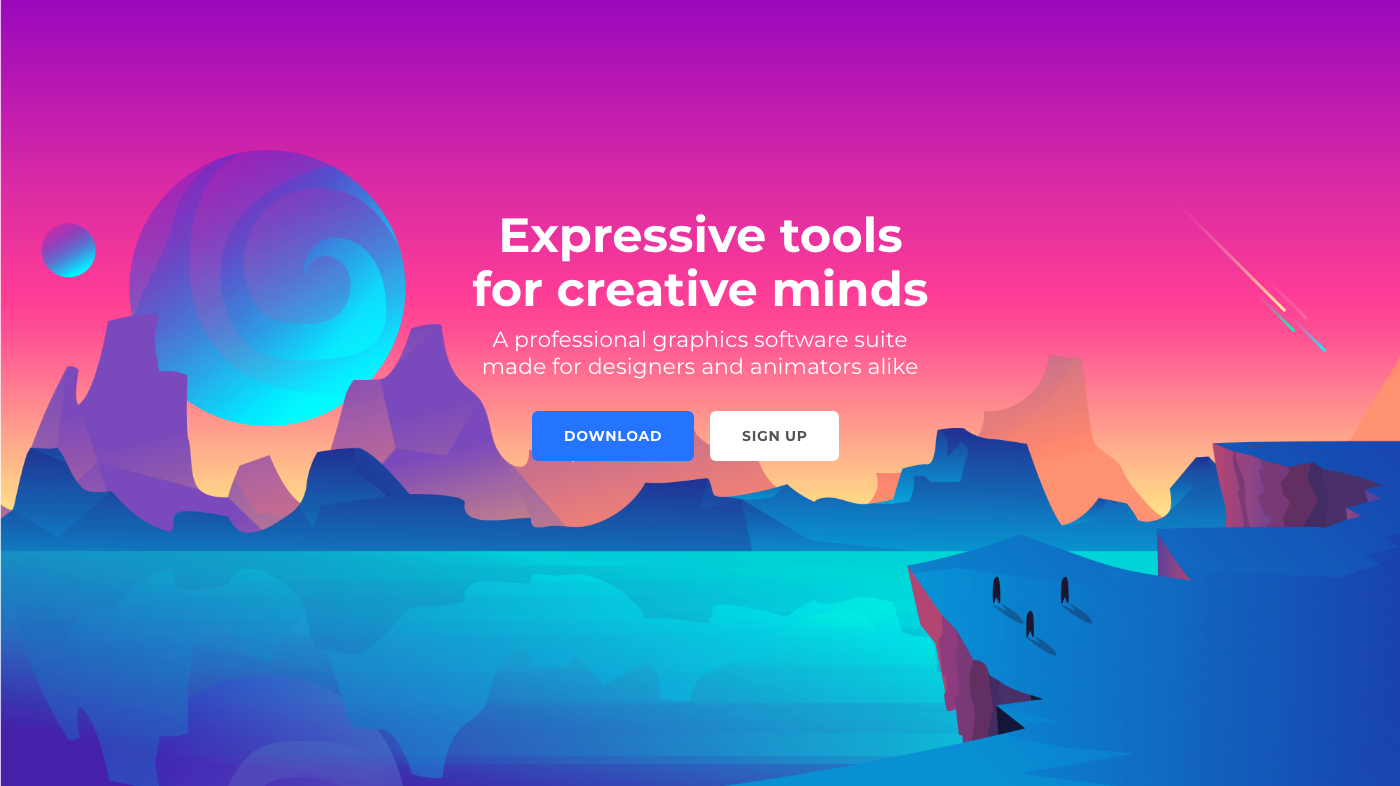 Expressive tools
for creative minds
A professional graphics software suite
made for designers and animators alike
DOWNLOAD
SIGN UP